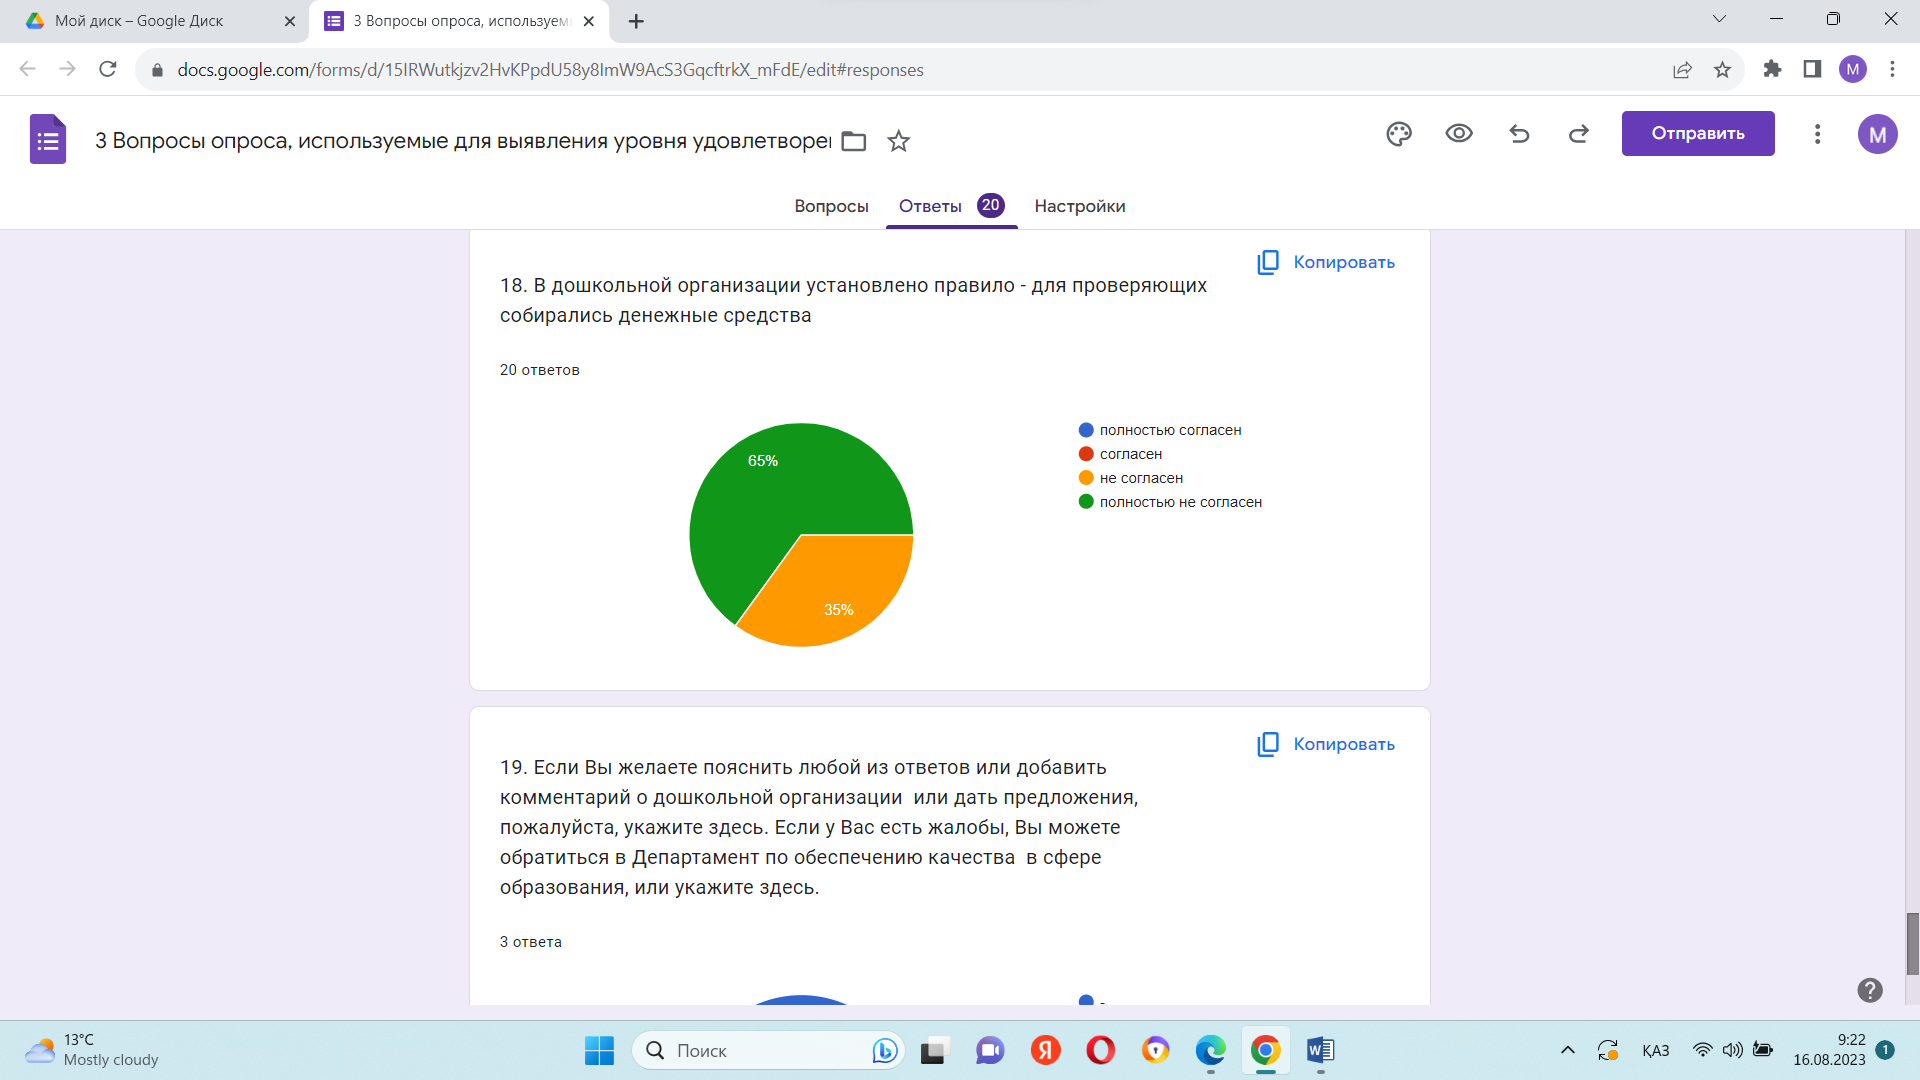 Мой диск – Google Диск
3 Вопросы опроса, используем
docs.google.com/forms/d/15IRWutkjzv2HvKPpdU58y8ImW9AcS3GqcftrkX_mFdE/edit#responses
M
3 Вопросы опроса, используемые для выявления уровня удовлетворен
Отправить
M
Вопросы
Ответы 20
Настройки
Копировать
18. В дошкольной организации установлено правило - для проверяющих
собирались денежные средства
20 ответов
65%
35%
полностью согласен
согласен
не согласен
полностью не согласен
Копировать
19. Если Вы желаете пояснить любой из ответов или добавить
комментарий о дошкольной организации  или дать предложения,
пожалуйста, укажите здесь. Если у Вас есть жалобы, Вы можете
обратиться в Департамент по обеспечению качества  в сфере
образования, или укажите здесь.
3 ответа
13°C
Mostly cloudy
Поиск
ҚАЗ
9:22
16.08.2023
1